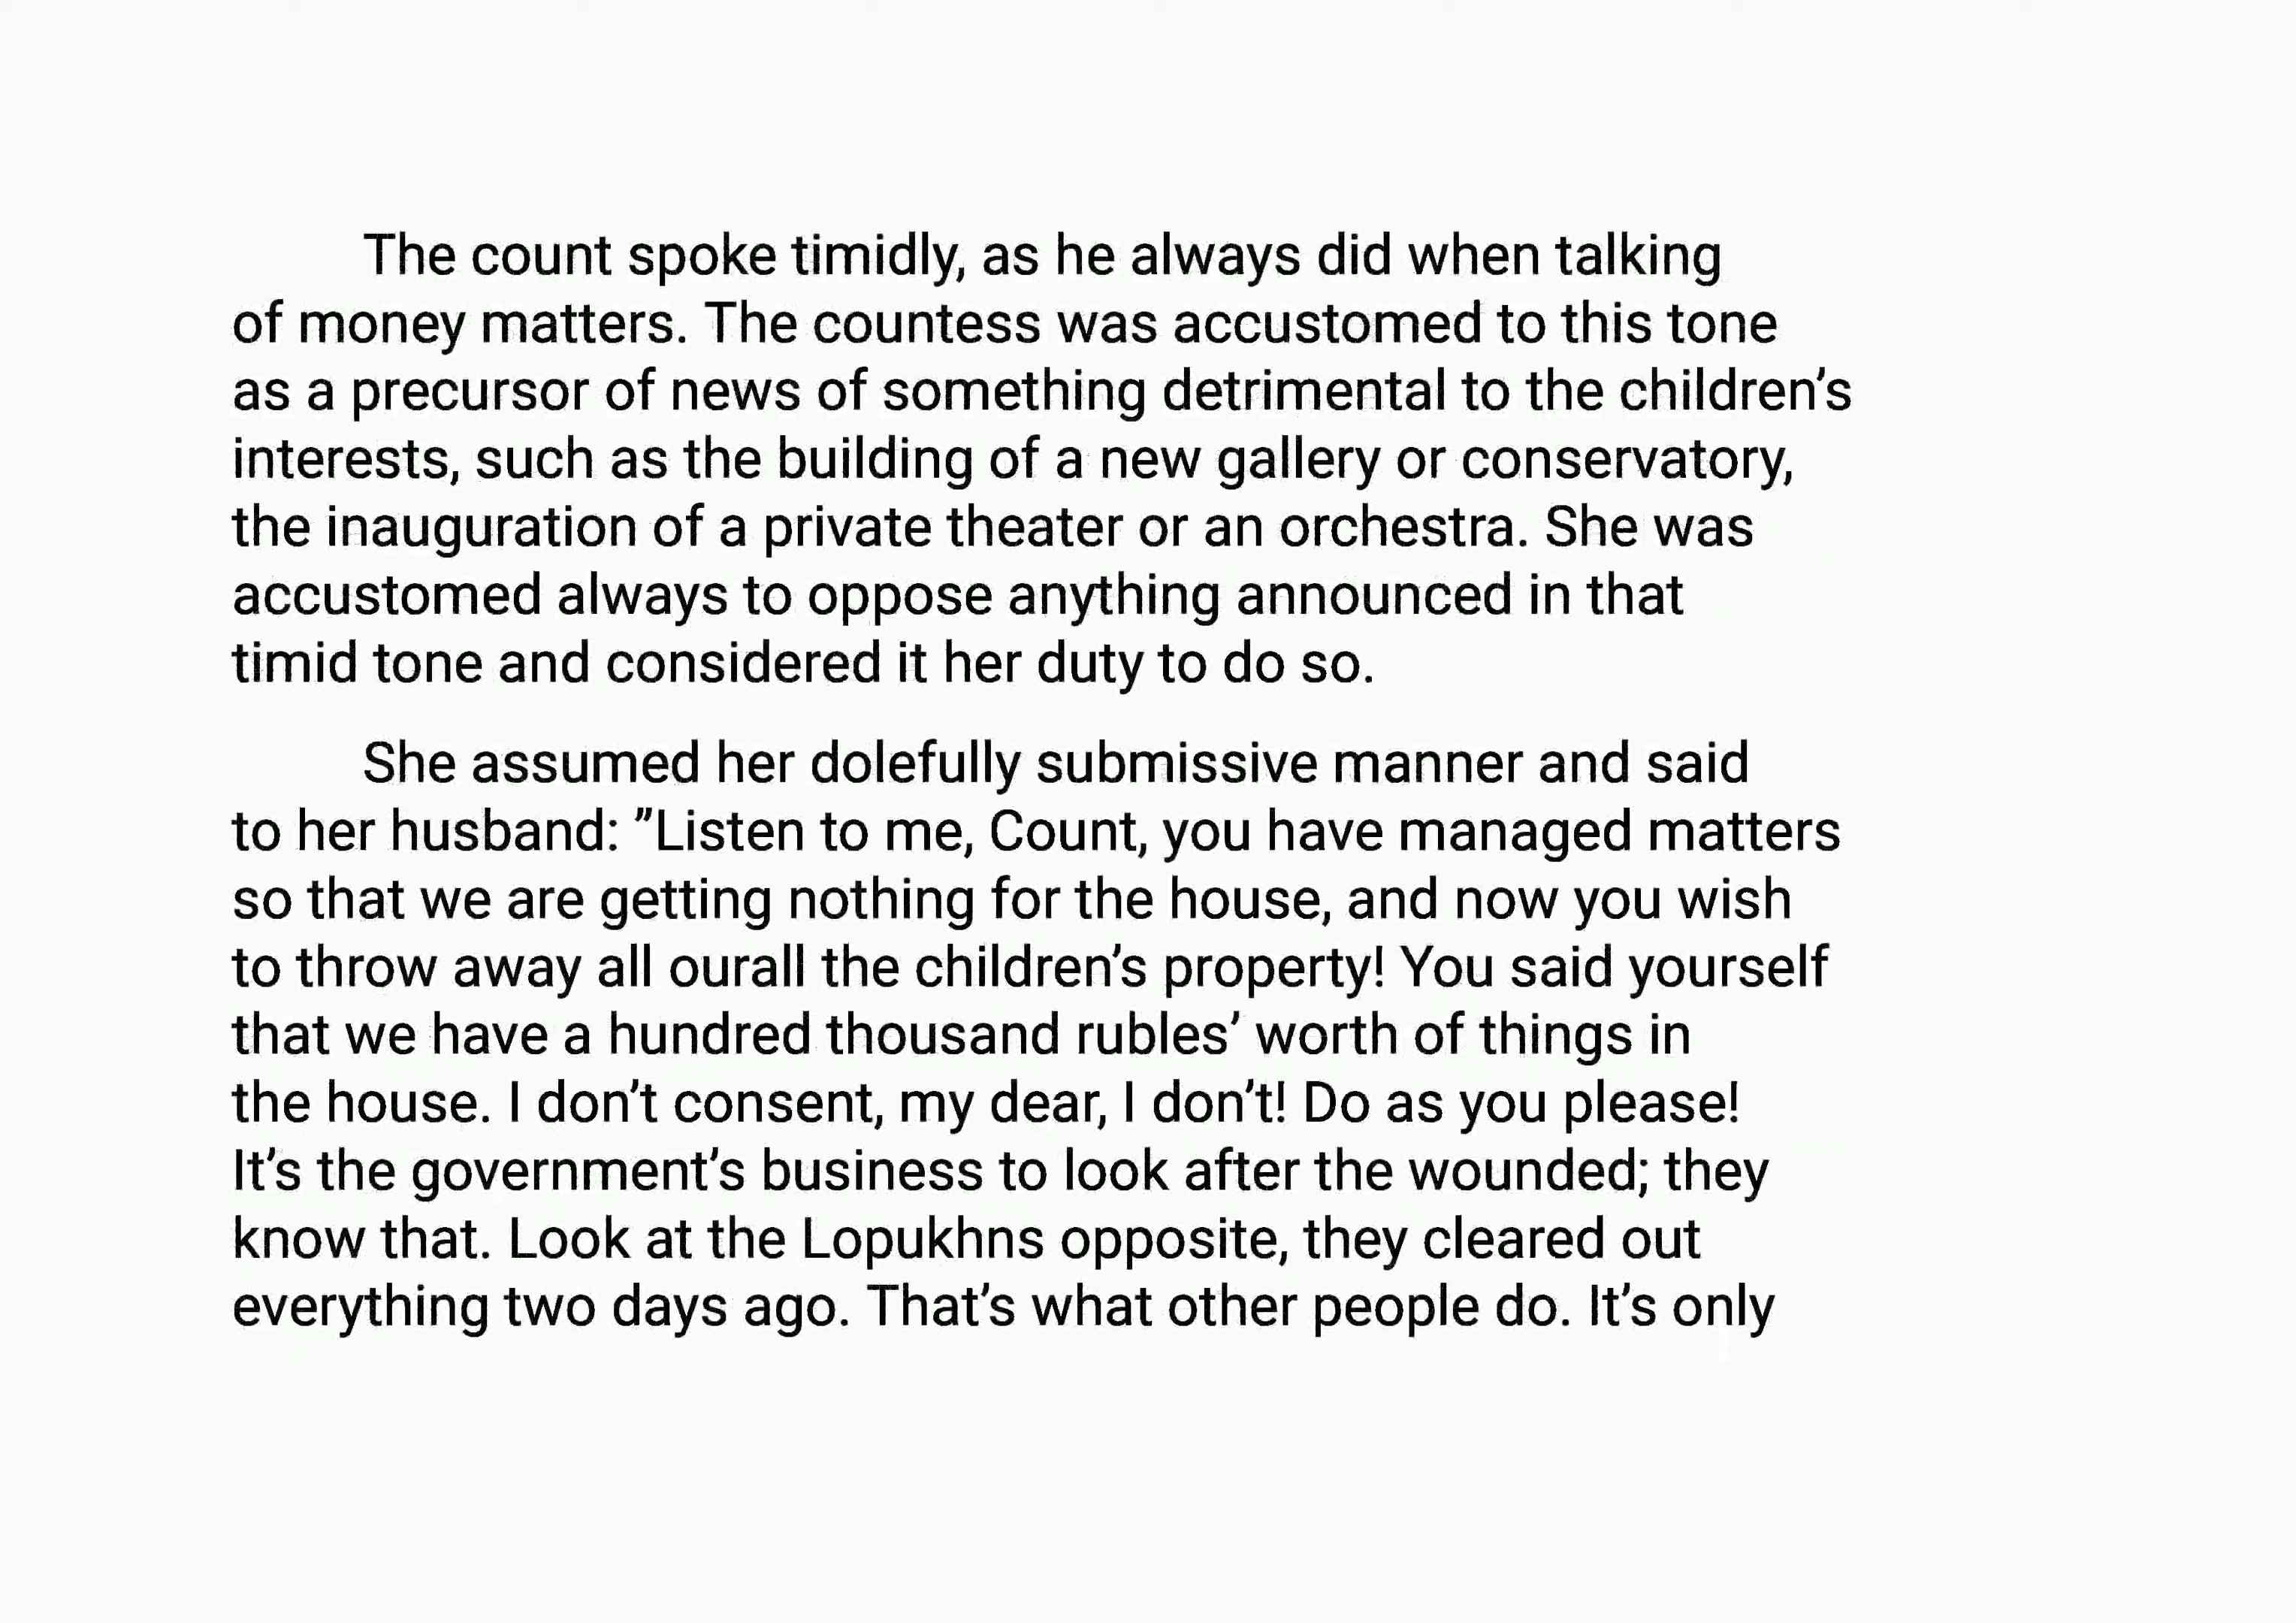 The count spoke timidly, as he always did when talking
of money matters. The countess was accustomed to this tone
as a precursor of news of something detrimental to the children’s
interests, such as the building of a new gallery or conservatory,
the inauguration of a private theater or an orchestra. She was
accustomed always to oppose anything announced in that
timid tone and considered it her duty to do so.
She assumed her dolefully submissive manner and said
to her husband: ”Listen to me, Count, you have managed matters
so that we are getting nothing for the house, and now you wish
to throw away all ourall the children’s property! You said yourself
that we have a hundred thousand rubles’ worth of things in
the house. I don’t consent, my dear, I don’t! Do as you please!
It’s the government’s business to look after the wounded; they
know that. Look at the Lopukhns opposite, they cleared out
everything two days ago. That’s what other people do. It’s only